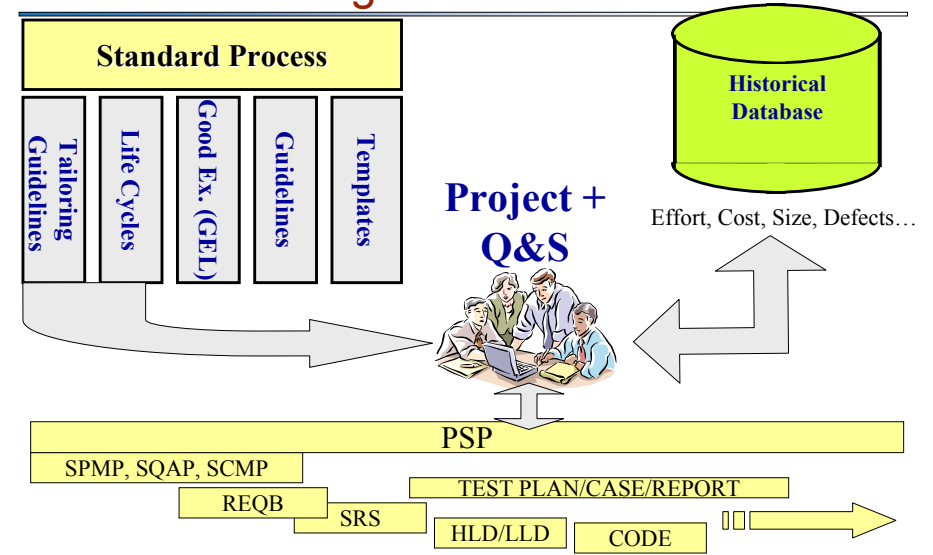 Standard Process
Tailoring
Guidelines
Life Cycles
Good Ex. (GEL)
Guidelines
Templates
Historical
Database
Effort, Cost, Size, Defects…
Project +
Q&S
PSP
SPMP, SQAP, SCMP
TEST PLAN/CASE/REPORT
REQB
SRS
HLD/LLD
CODE